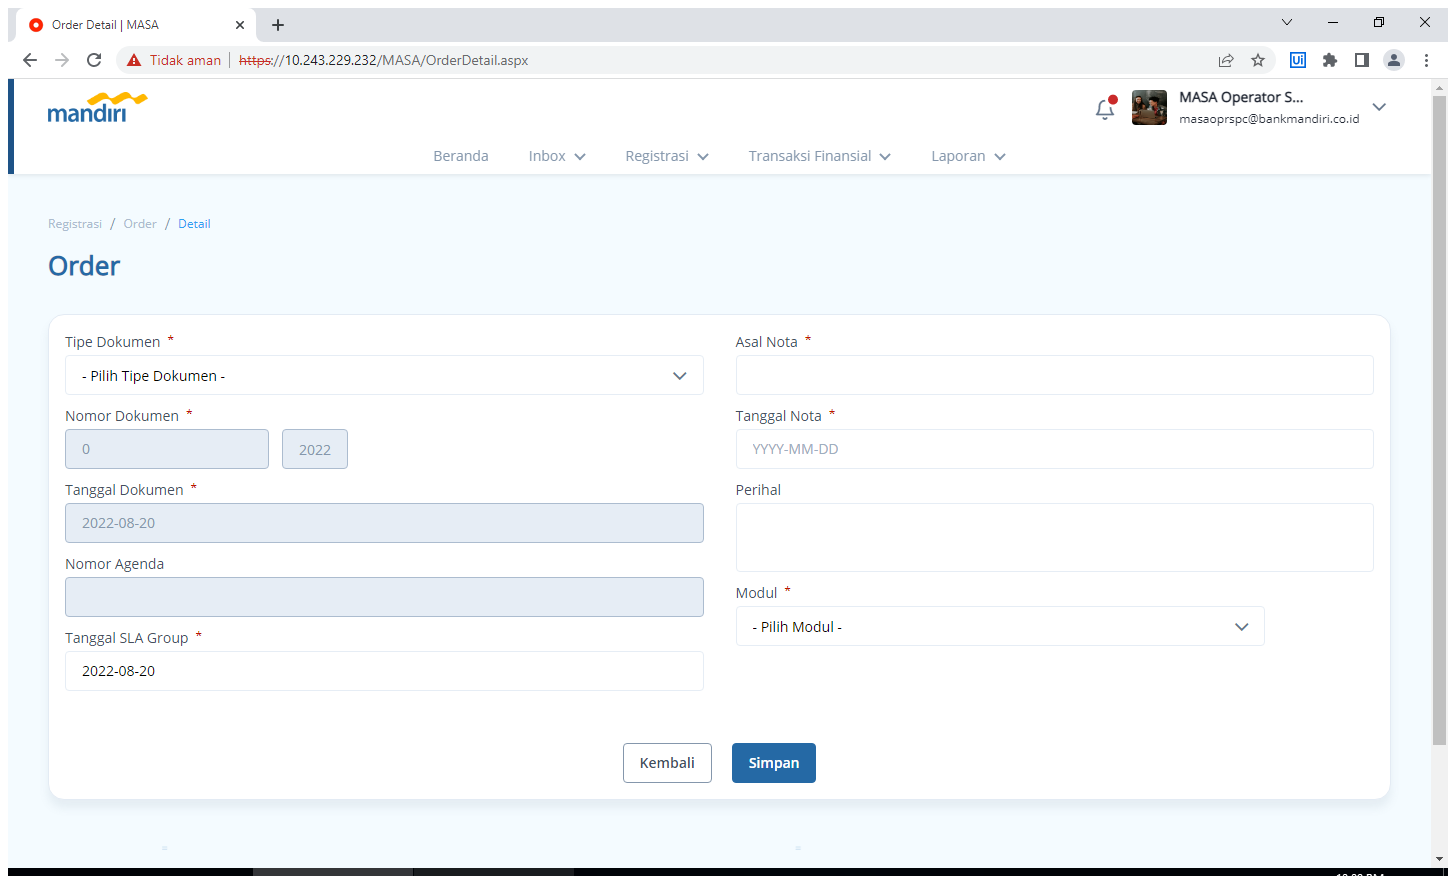 Order Detail | MASA
Tidak aman
https://10.243.229.232/MASA/OrderDetail.aspx
Ui
mandiri
MASA Operator S...
masaoprspc@bankmandiri.co.id
Beranda Inbox Registrasi Transaksi Finansial Laporan
Registrasi / Order / Detail
Order
Tipe Dokumen *
- Pilih Tipe Dokumen -
Nomor Dokumen *
0 2022
Tanggal Dokumen *
2022-08-20
Nomor Agenda
Tanggal SLA Group *
2022-08-20
Asal Nota *
Tanggal Nota *
YYYY-MM-DD
Perihal
Modul *
- Pilih Modul -
Kembali Simpan